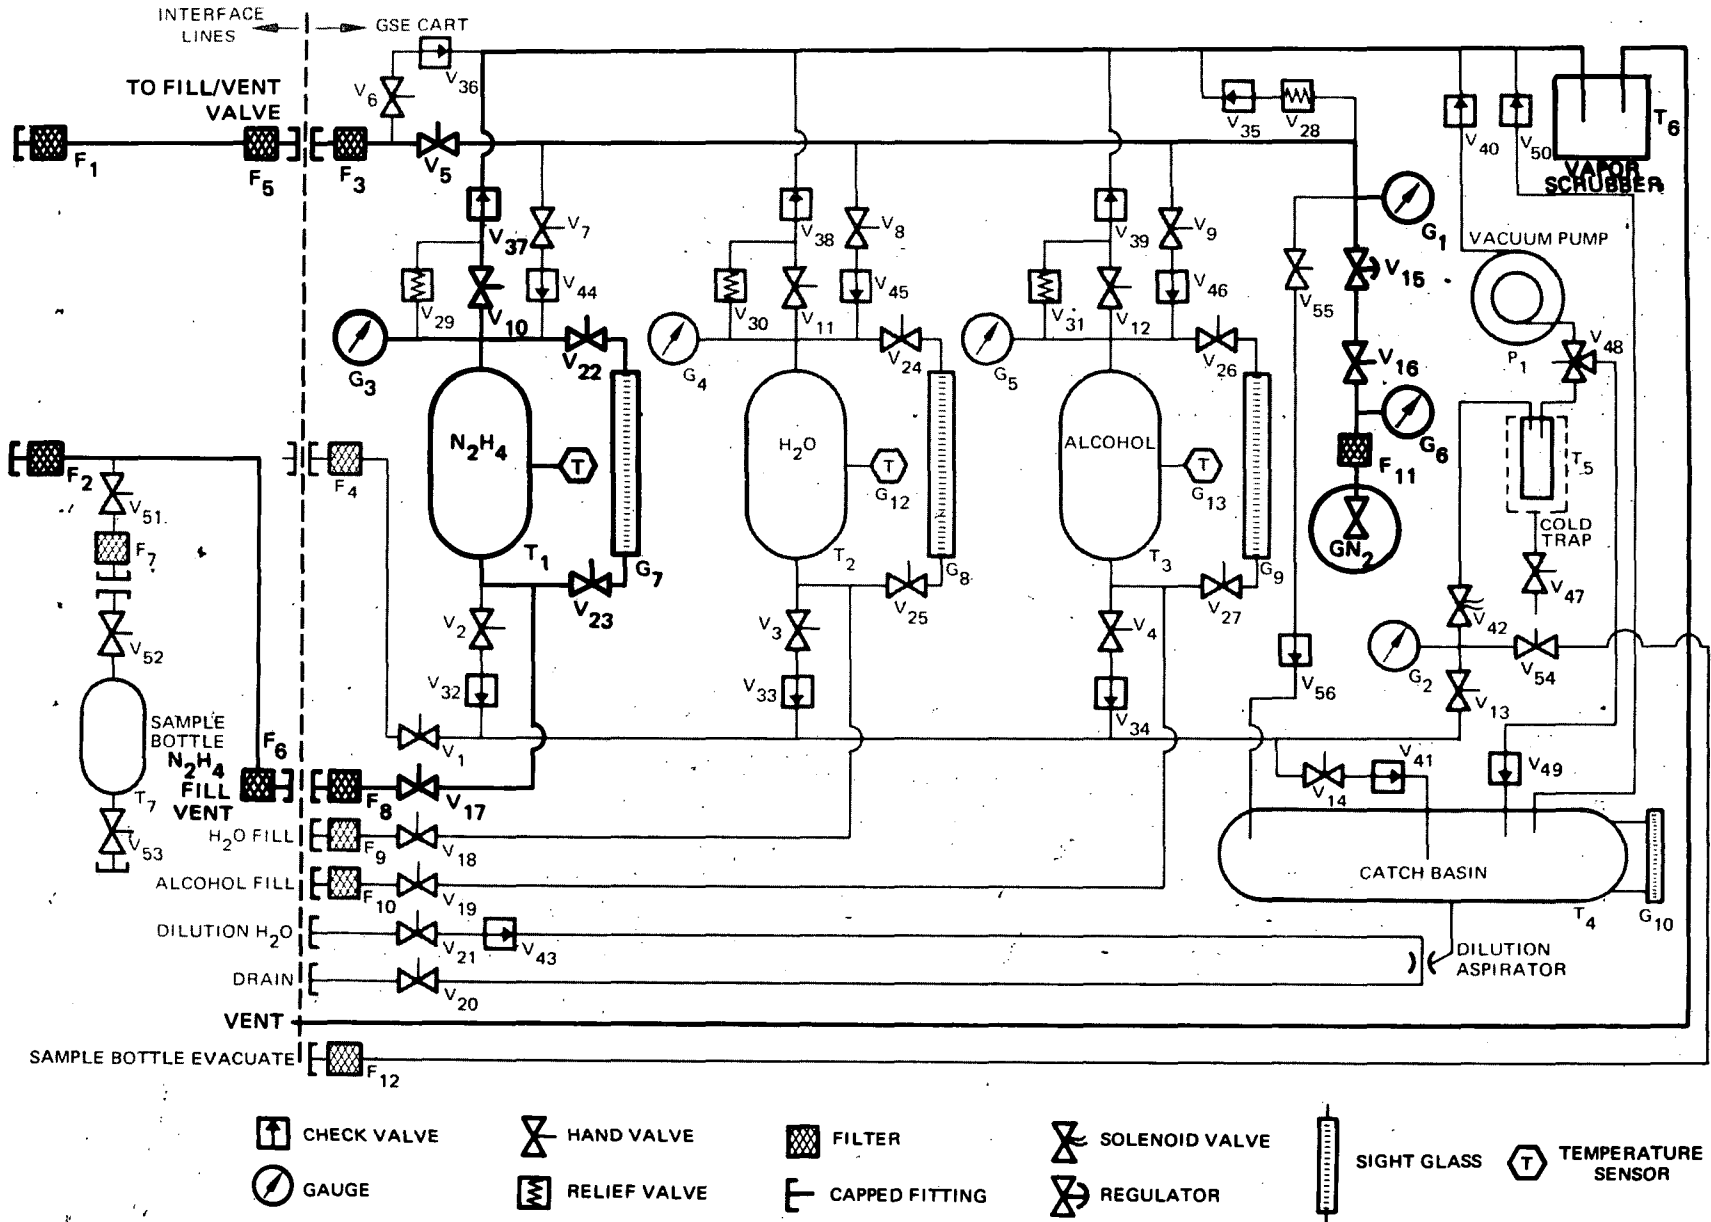 INTERFACE
LINES
GSE CART
TO FILL/VENT
VALVE
V6
V36
F1
F5
F3
V5
V35
V28
V40
V50
T6
VAPOR
SCRUBBER
V37
V7
V38
V8
V39
V9
G1
VACUUM PUMP
V29
V10
V44
V30
V11
V45
V31
V12
V46
V55
V15
P1
V48
G3
V22
G4
V24
G5
V26
V16
N2H4
T
H2O
T
G12
ALCOHOL
T
G13
G6
F11
GN2
T5
COLD
TRAP
F2
F4
V51
F7
T1
G7
T2
G8
T3
G9
V47
V52
V2
V23
V3
V25
V4
V27
V42
G2
V54
V32
V33
V34
V56
V13
SAMPLE
BOTTLE
T7
N2H4
FILL
VENT
F6
V1
V41
V14
V49
F8
V17
V53
H2O FILL
F9
V18
ALCOHOL FILL
F10
V19
CATCH BASIN
T4
G10
DILUTION H2O
V21
V43
DILUTION
ASPIRATOR
DRAIN
V20
VENT
SAMPLE BOTTLE EVACUATE
F12
CHECK VALVE
HAND VALVE
FILTER
SOLENOID VALVE
SIGHT GLASS
T
TEMPERATURE
SENSOR
GAUGE
RELIEF VALVE
CAPPED FITTING
REGULATOR